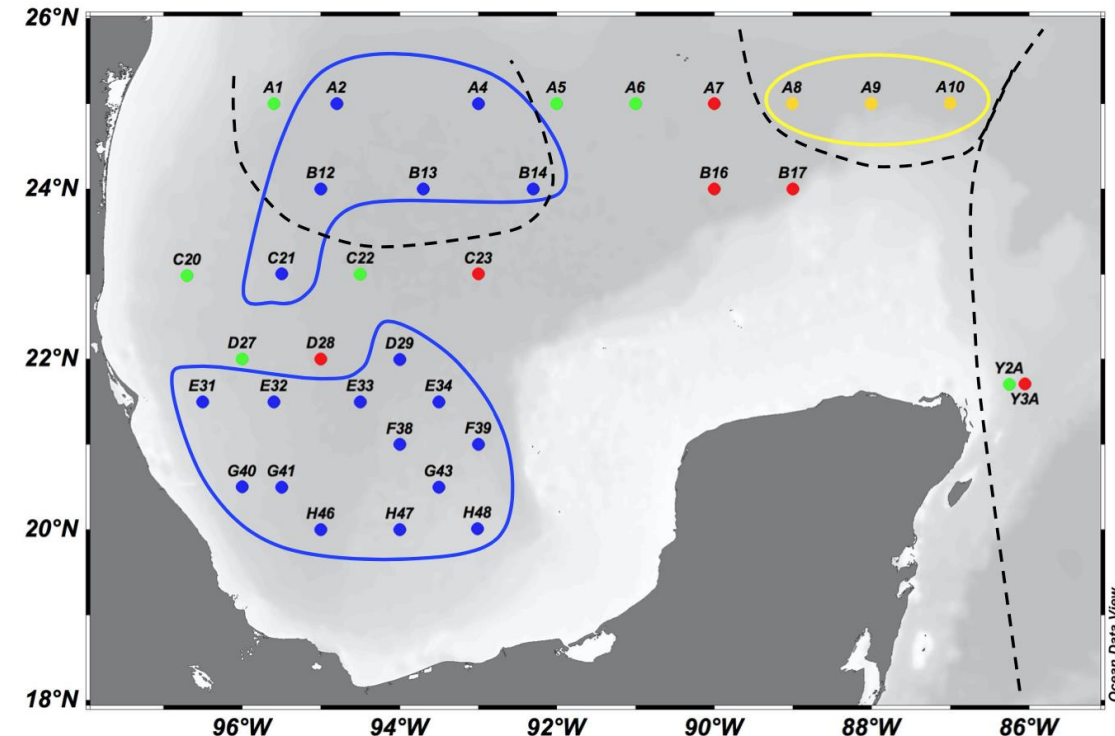 26°N
A1 A2 A4 A5 A6 A7 A8 A9 A10
24°N
B12 B13 B14 B16 B17
C20 C21 C22 C23
22°N
D27 D28 D29
Y2A
Y3A
E31 E32 E33 E34
F38 F39
G40 G41 G43
20°N
H46 H47 H48
18°N
96°W 94°W 92°W 90°W 88°W 86°W
Ocean Data View